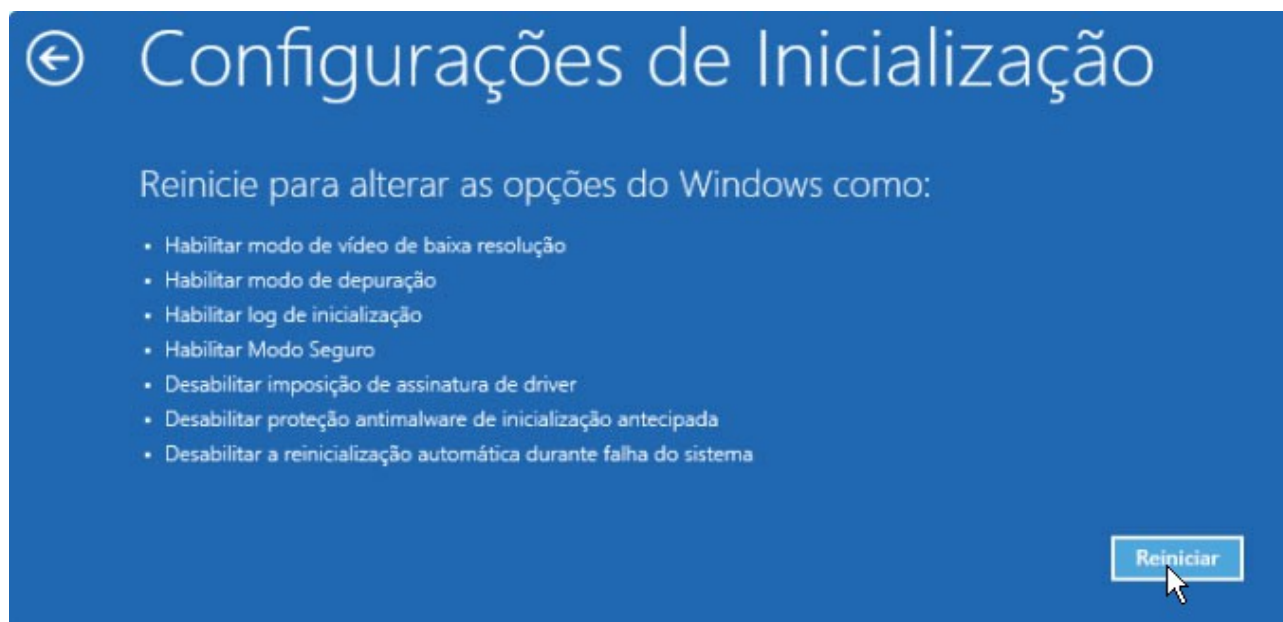 Configurações de Inicialização
Reinicie para alterar as opções do Windows como:
• Habilitar modo de vídeo de baixa resolução
• Habilitar modo de depuração
• Habilitar log de inicialização
• Habilitar Modo Seguro
• Desabilitar imposição de assinatura de driver
• Desabilitar proteção antimalware de inicialização antecipada
• Desabilitar a reinicialização automática durante falha do sistema
Reiniciar